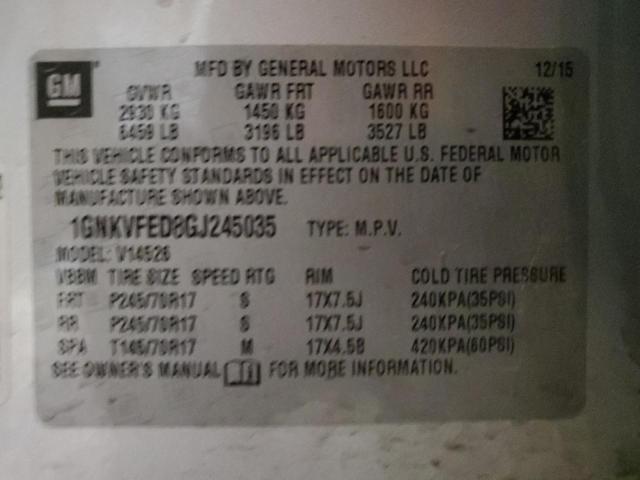 GM MFD BY GENERAL MOTORS LLC 12/15
GVWR GAWR FRT GAWR RR
2930 KG 1450 KG 1600 KG
6459 LB 3196 LB 3527 LB
THIS VEHICLE CONFORMS TO ALL APPLICABLE U.S. FEDERAL MOTOR
VEHICLE SAFETY STANDARDS IN EFFECT ON THE DATE OF
MANUFACTURE SHOWN ABOVE.
1GNKVFED8GJ245035 TYPE: M.P.V.
MODEL: V14526
TIRE SIZE SPEED RTG RIM COLD TIRE PRESSURE
FRT P245/70R17 S 17X7.5J 240KPA(35PSI)
RR P245/70R17 S 17X7.5J 240KPA(35PSI)
SPA T145/70R17 M 17X4.5B 420KPA(60PSI)
SEE OWNER'S MANUAL FOR MORE INFORMATION.